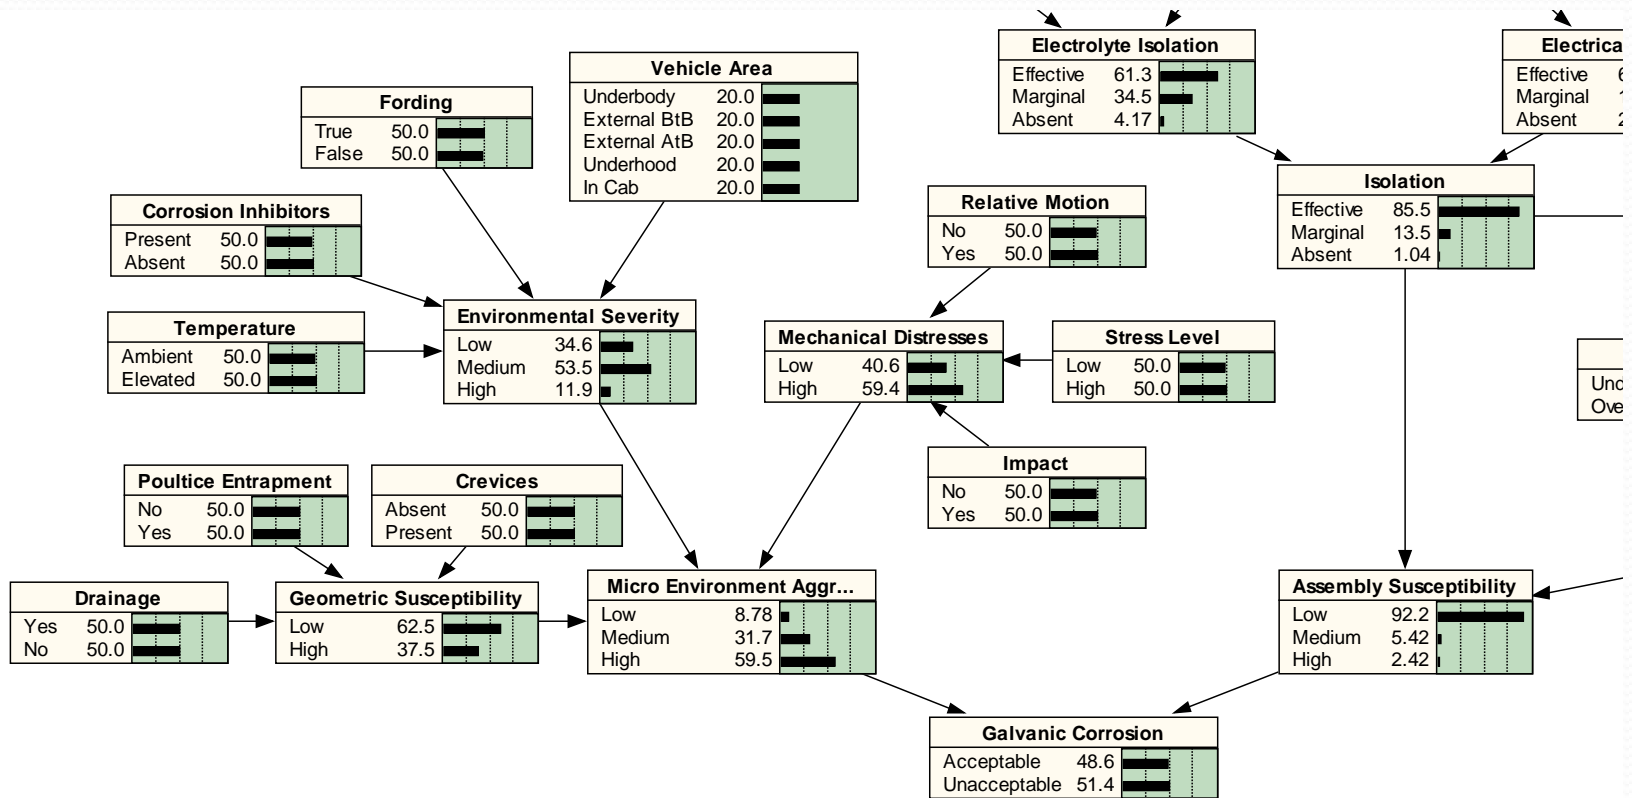 Electrolyte Isolation
Effective 61.3
Marginal 34.5
Absent 4.17
Electrica
Effective
Marginal
Absent
Vehicle Area
Underbody 20.0
External BtB 20.0
External AtB 20.0
Underhood 20.0
In Cab 20.0
Fording
True 50.0
False 50.0
Isolation
Effective 85.5
Marginal 13.5
Absent 1.04
Corrosion Inhibitors
Present 50.0
Absent 50.0
Relative Motion
No 50.0
Yes 50.0
Temperature
Ambient 50.0
Elevated 50.0
Environmental Severity
Low 34.6
Medium 53.5
High 11.9
Mechanical Distresses
Low 40.6
High 59.4
Stress Level
Low 50.0
High 50.0
Und
Ove
Impact
No 50.0
Yes 50.0
Poultice Entrapment
No 50.0
Yes 50.0
Crevices
Absent 50.0
Present 50.0
Drainage
Yes 50.0
No 50.0
Geometric Susceptibility
Low 62.5
High 37.5
Micro Environment Aggr...
Low 8.78
Medium 31.7
High 59.5
Assembly Susceptibility
Low 92.2
Medium 5.42
High 2.42
Galvanic Corrosion
Acceptable 48.6
Unacceptable 51.4